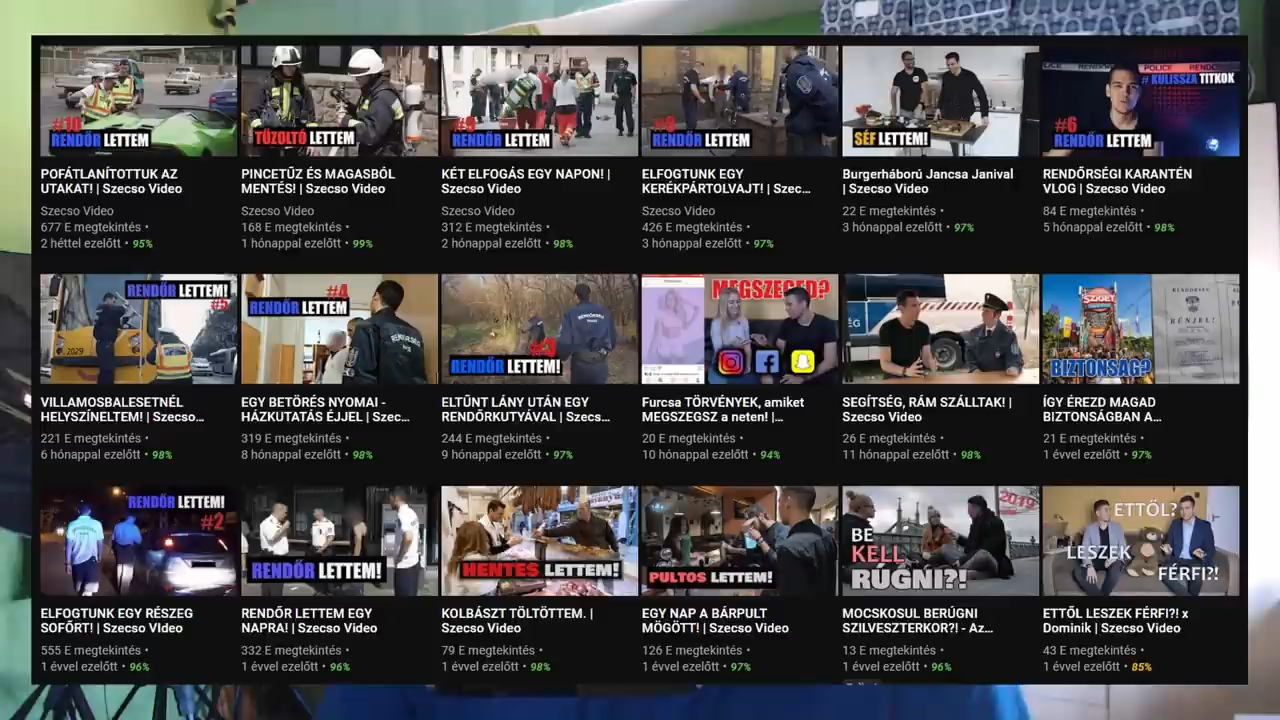 #10
RENDŐR LETTEM
TŰZOLTÓ LETTEM
#9
RENDŐR LETTEM
#8
RENDŐR LETTEM
SÉF LETTEM!
POLICE
# KULISSZA TITKOK
#6
RENDŐR LETTEM
POFÁTLANÍTOTTUK AZ
UTAKAT! | Szecso Video
Szecso Video
677 E megtekintés •
2 héttel ezelőtt • 95%
PINCETŰZ ÉS MAGASBÓL
MENTÉS! | Szecso Video
Szecso Video
168 E megtekintés •
1 hónappal ezelőtt • 99%
KÉT ELFOGÁS EGY NAPON! |
Szecso Video
Szecso Video
312 E megtekintés •
2 hónappal ezelőtt • 98%
ELFOGTUNK EGY
KERÉKPÁRTOLVAJT! | Szec...
Szecso Video
426 E megtekintés •
3 hónappal ezelőtt • 97%
Burgerháború Jancsa Janival
| Szecso Video
22 E megtekintés •
3 hónappal ezelőtt • 97%
RENDŐRSÉGI KARANTÉN
VLOG | Szecso Video
84 E megtekintés •
5 hónappal ezelőtt • 98%
RENDŐR LETTEM!
#5
2029
#4
RENDŐR LETTEM
#3
RENDŐR LETTEM!
MEGSZEGED?
SZIGET
BIZTONSÁG?
VILLAMOSBALESETNÉL
HELYSZÍNELTEM! | Szecso...
221 E megtekintés •
6 hónappal ezelőtt • 98%
EGY BETÖRÉS NYOMAI -
HÁZKUTATÁS ÉJJEL | Szec...
319 E megtekintés •
8 hónappal ezelőtt • 98%
ELTŰNT LÁNY UTÁN EGY
RENDŐRKUTYÁVAL | Szecs...
244 E megtekintés •
9 hónappal ezelőtt • 97%
Furcsa TÖRVÉNYEK, amiket
MEGSZEGSZ a neten! |...
20 E megtekintés •
10 hónappal ezelőtt • 94%
SEGÍTSÉG, RÁM SZÁLLTAK! |
Szecso Video
26 E megtekintés •
11 hónappal ezelőtt • 98%
ÍGY ÉREZD MAGAD
BIZTONSÁGBAN A...
21 E megtekintés •
1 évvel ezelőtt • 97%
RENDŐR LETTEM!
#2
RENDŐR LETTEM!
HENTES LETTEM!
PULTOS LETTEM!
2019
BE
KELL
RÚGNI?!
ETTŐL?
LESZEK
FÉRFI?!
ELFOGTUNK EGY RÉSZEG
SOFŐRT! | Szecso VIdeo
555 E megtekintés •
1 évvel ezelőtt • 96%
RENDŐR LETTEM EGY
NAPRA! | Szecso Video
332 E megtekintés •
1 évvel ezelőtt • 96%
KOLBÁSZT TÖLTÖTTEM. |
Szecso Video
79 E megtekintés •
1 évvel ezelőtt • 98%
EGY NAP A BÁRPULT
MÖGÖTT! | Szecso Video
126 E megtekintés •
1 évvel ezelőtt • 97%
MOCSKOSUL BERÚGNI
SZILVESZTERKOR?! - Az...
13 E megtekintés •
1 évvel ezelőtt • 96%
ETTŐL LESZEK FÉRFI?! x
Dominik | Szecso Video
43 E megtekintés •
1 évvel ezelőtt • 85%